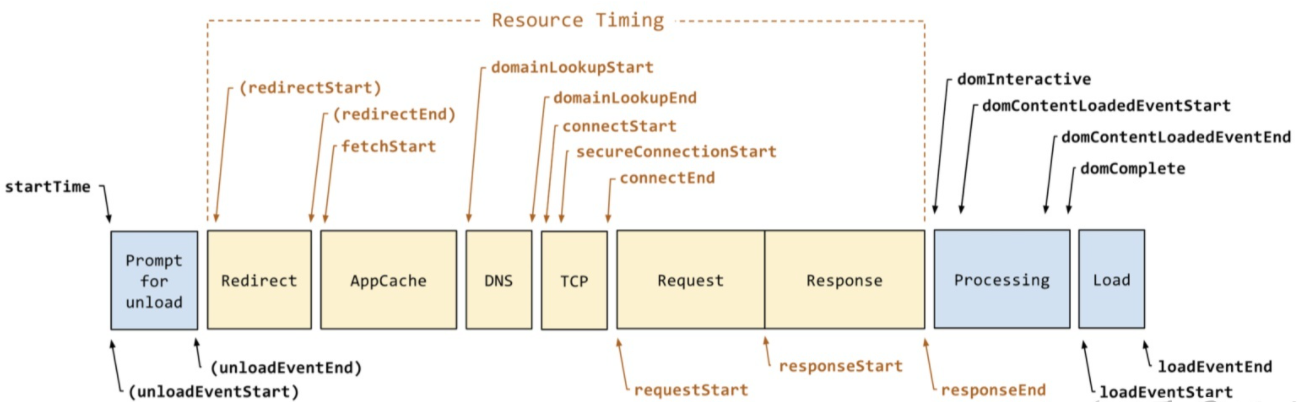 Resource Timing
domainLookupStart
(redirectStart)
domainLookupEnd
(redirectEnd)
connectStart
fetchStart
secureConnectionStart
connectEnd
domInteractive
domContentLoadedEventStart
domContentLoadedEventEnd
domComplete
startTime
Prompt
for
unload
Redirect
AppCache
DNS
TCP
Request
Response
Processing
Load
(unloadEventEnd)
(unloadEventStart)
requestStart
responseStart
responseEnd
loadEventEnd
loadEventStart